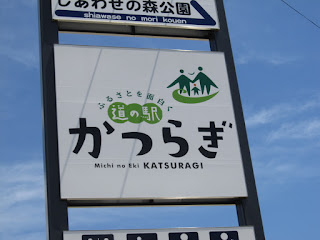 しあわせの森公園
shiawase no mori kouen
ふるさとを面白く
道の駅
かつらぎ
Michi no Eki KATSURAGI